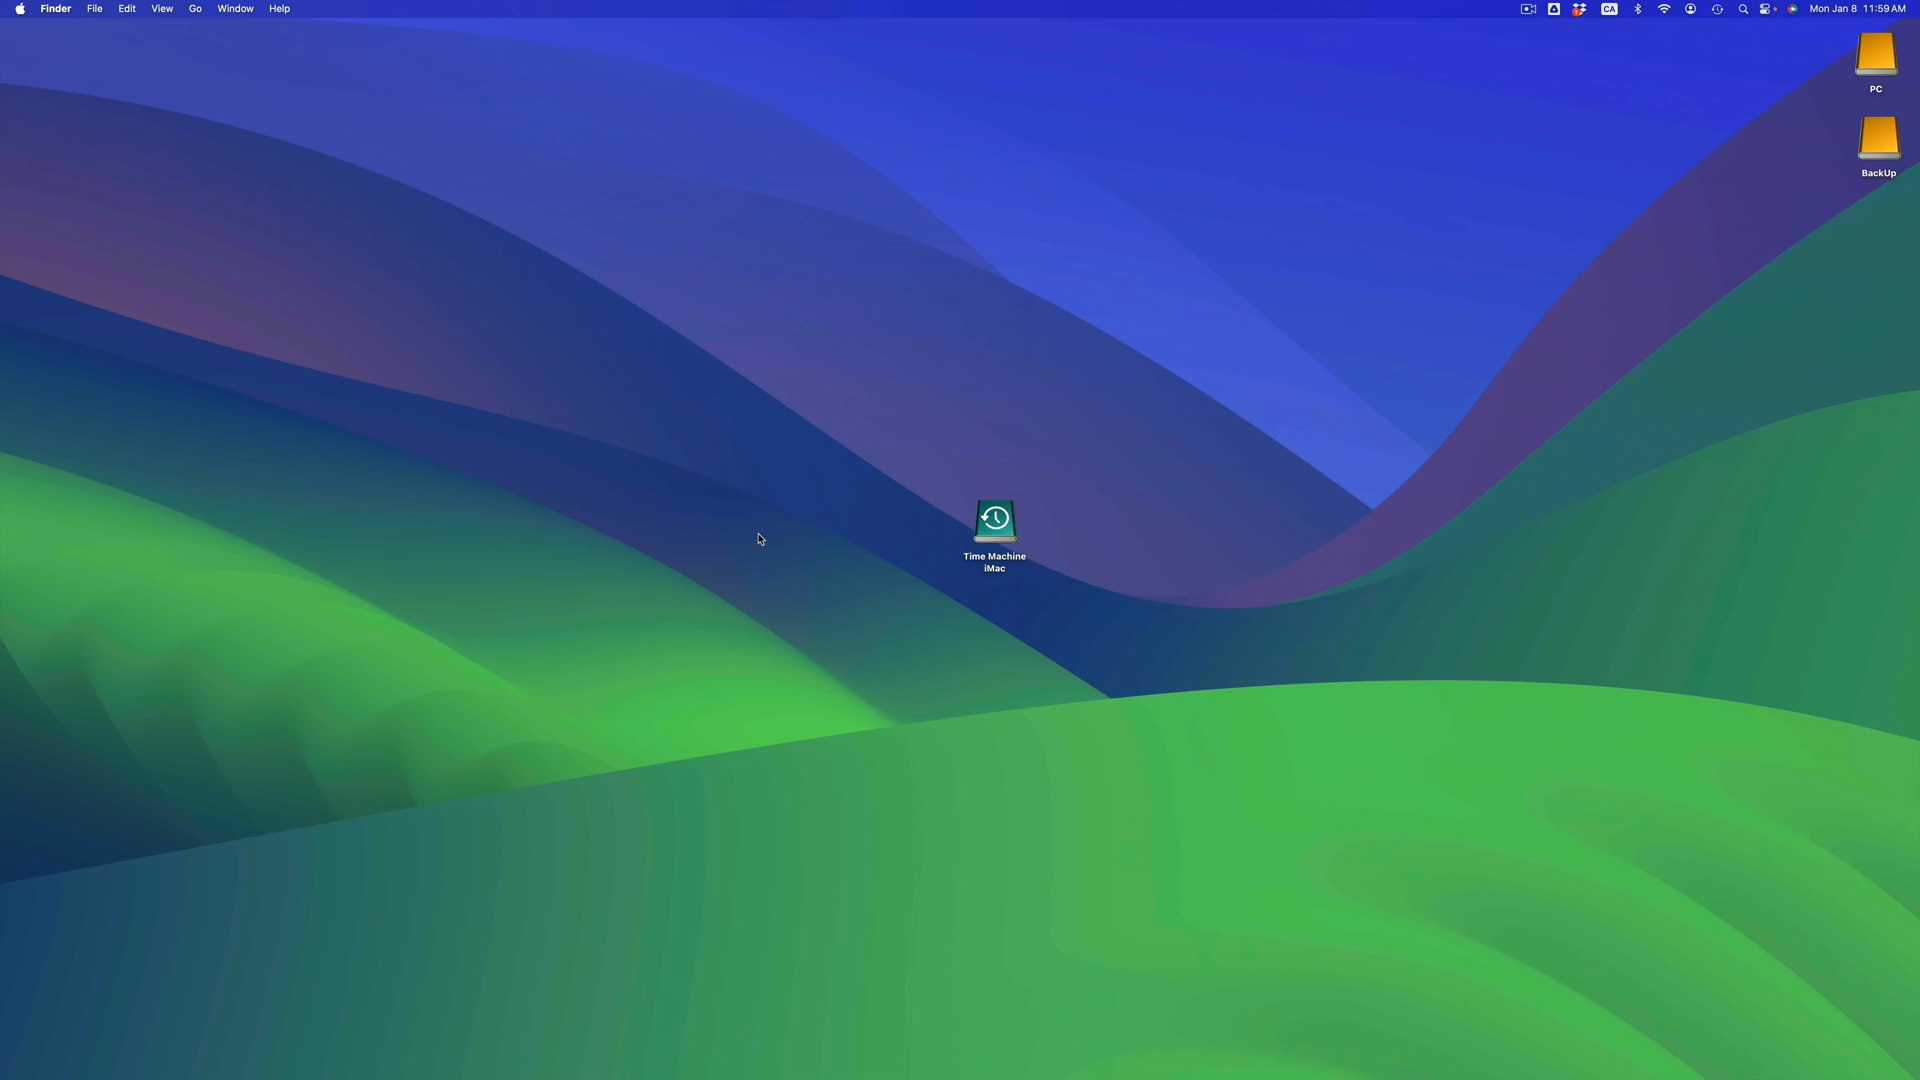 Finder File Edit View Go Window Help CA Mon Jan 8 11:59 AM
PC
BackUp
Time Machine
iMac